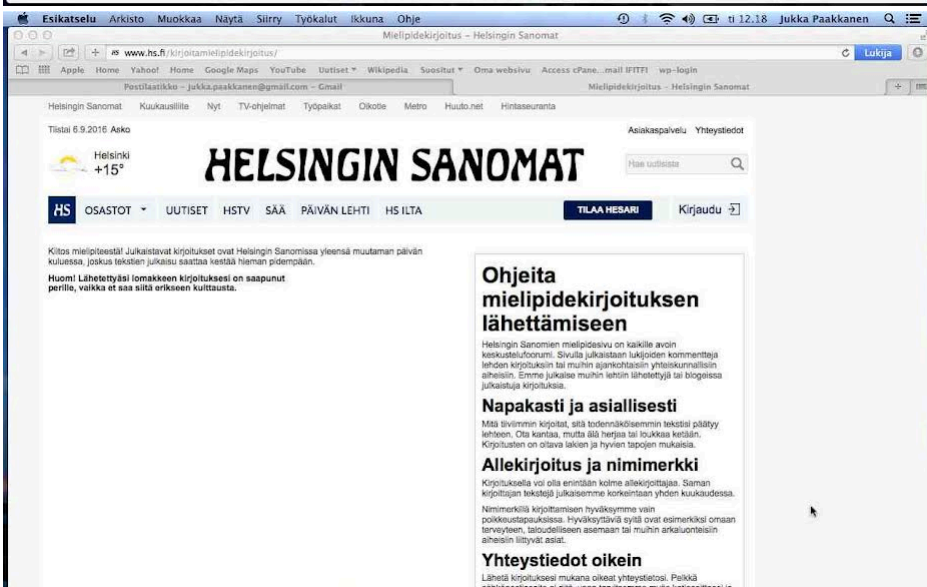 Esikatselu Arkisto Muokkaa Näytä Siirry Työkalut Ikkuna Ohje ti 12.18 Jukka Paakkanen
Mielipidekirjoitus – Helsingin Sanomat
www.hs.fi/kirjoitamielipidekirjoitus/ Lukija
Apple Home Yahoo! Home Google Maps YouTube Uutiset Wikipedia Suositut Oma websivu Access cPane...mail IFITFI wp-login
Postilaatikko – jukka.paakkanen@gmail.com – Gmail Mielipidekirjoitus – Helsingin Sanomat
Helsingin Sanomat Kuukausiliite Nyt TV-ohjelmat Työpaikat Oikotie Metro Huuto.net Hintaseuranta
Tiistai 6.9.2016 Asko Asiakaspalvelu Yhteystiedot
Helsinki
+15°
HELSINGIN SANOMAT
Hae uutisista
HS OSASTOT UUTISET HSTV SÄÄ PÄIVÄN LEHTI HS ILTA TILAA HESARI Kirjaudu
Kiitos mielipiteestä! Julkaistavat kirjoitukset ovat Helsingin Sanomissa yleensä muutaman päivän
kuluessa, joskus tekstien julkaisu saattaa kestää hieman pidempään.
Huom! Lähetettyäsi lomakkeen kirjoituksesi on saapunut
perille, vaikka et saa siitä erikseen kuittausta.
Ohjeita
mielipidekirjoituksen
lähettämiseen
Helsingin Sanomien mielipidesivu on kaikille avoin
keskustelufoorumi. Sivulla julkaistaan lukijoiden kommentteja
lehden kirjoituksiin tai muihin ajankohtaisiin yhteiskunnallisiin
aiheisiin. Emme julkaise muihin lehtiin lähetettyjä tai blogeissa
julkaistuja kirjoituksia.
Napakasti ja asiallisesti
Mitä tiiviimmin kirjoitat, sitä todennäköisemmin tekstisi päätyy
lehteen. Ota kantaa, mutta älä herjaa tai loukkaa ketään.
Kirjoitusten on oltava lakien ja hyvien tapojen mukaisia.
Allekirjoitus ja nimimerkki
Kirjoituksella voi olla enintään kolme allekirjoittajaa. Saman
kirjoittajan tekstejä julkaisemme korkeintaan yhden kuukaudessa.
Nimimerkillä kirjoittamisen hyväksymme vain
poikkeustapauksissa. Hyväksyttäviä syitä ovat esimerkiksi omaan
terveyteen, taloudelliseen asemaan tai muihin arkaluonteisiin
aiheisiin liittyvät asiat.
Yhteystiedot oikein
Lähetä kirjoituksesi mukana oikeat yhteystietosi. Pelkkä